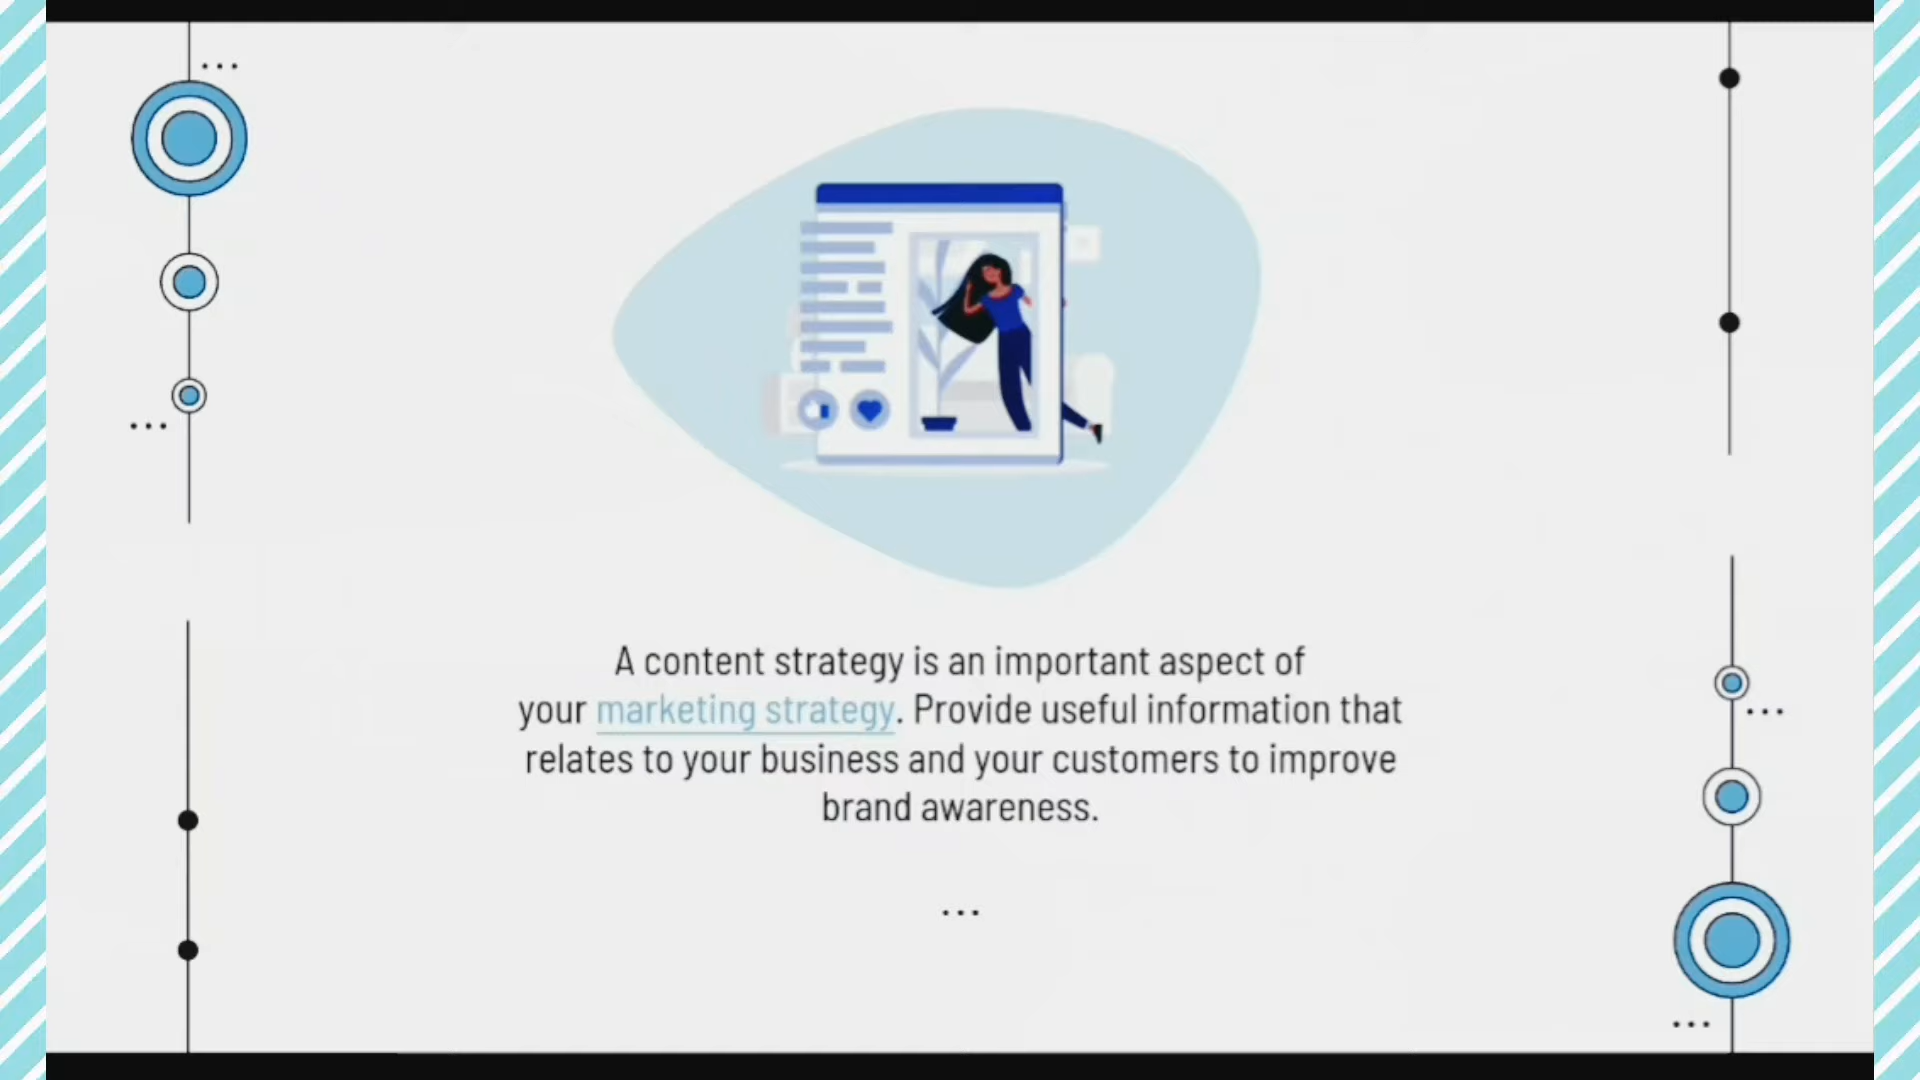 A content strategy is an important aspect of
your marketing strategy. Provide useful information that
relates to your business and your customers to improve
brand awareness.